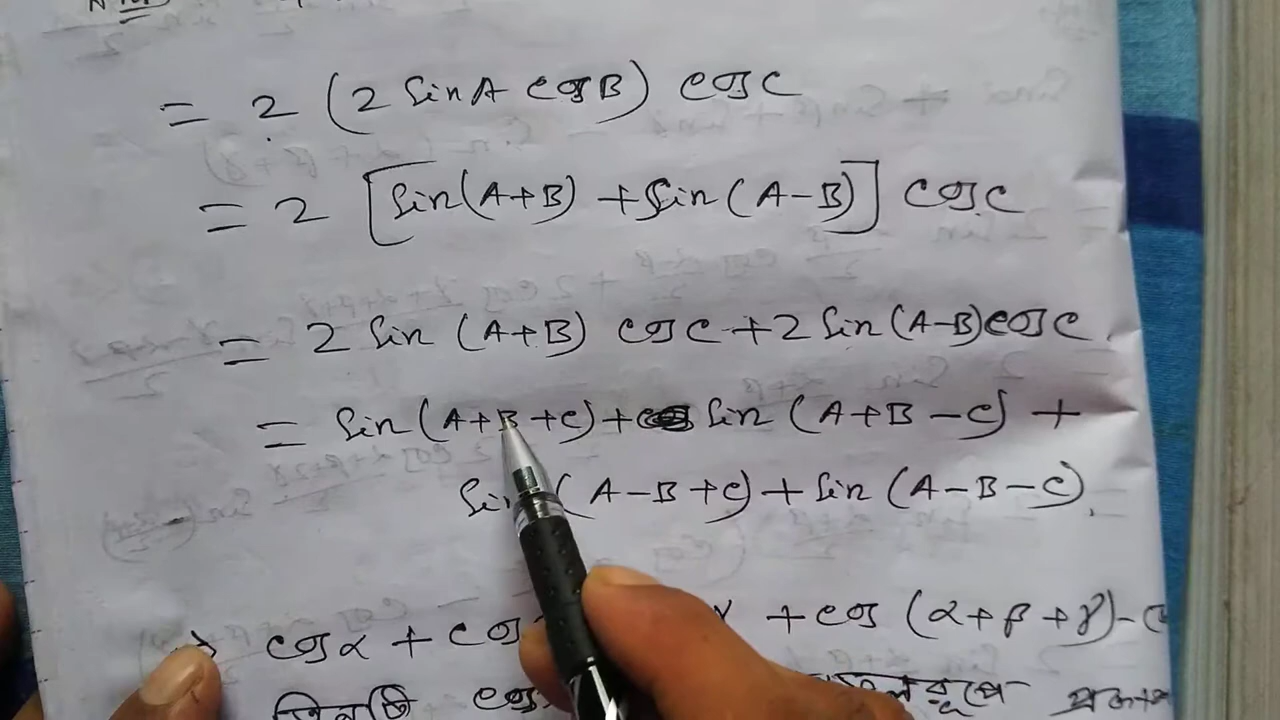 = 2 (2 sinA cosB) cosC
= 2 [sin(A+B) + sin(A-B)] cosC
= 2 sin (A+B) cosC + 2 sin(A-B)cosC.
= sin(A+B+C) + sin (A+B-C) +
sin (A-B+C) + sin (A-B-C).
→ cosα + cos + cos (α+β+γ) -
cos